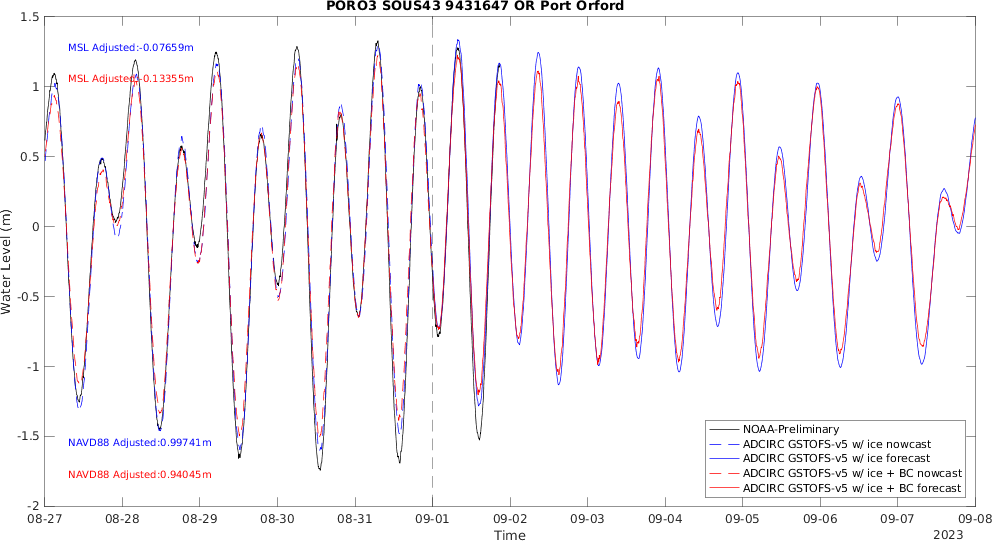 PORO3 SOUS43 9431647 OR Port Orford
MSL Adjusted:-0.07659m
MSL Adjusted:-0.13355m
NAVD88 Adjusted:0.99741m
NAVD88 Adjusted:0.94045m
Water Level (m)
1.5
1
0.5
0
-0.5
-1
-1.5
-2
NOAA-Preliminary
ADCIRC GSTOFS-v5 w/ ice nowcast
ADCIRC GSTOFS-v5 w/ ice forecast
ADCIRC GSTOFS-v5 w/ ice + BC nowcast
ADCIRC GSTOFS-v5 w/ ice + BC forecast
08-27 08-28 08-29 08-30 08-31 09-01 09-02 09-03 09-04 09-05 09-06 09-07 09-08
Time
2023